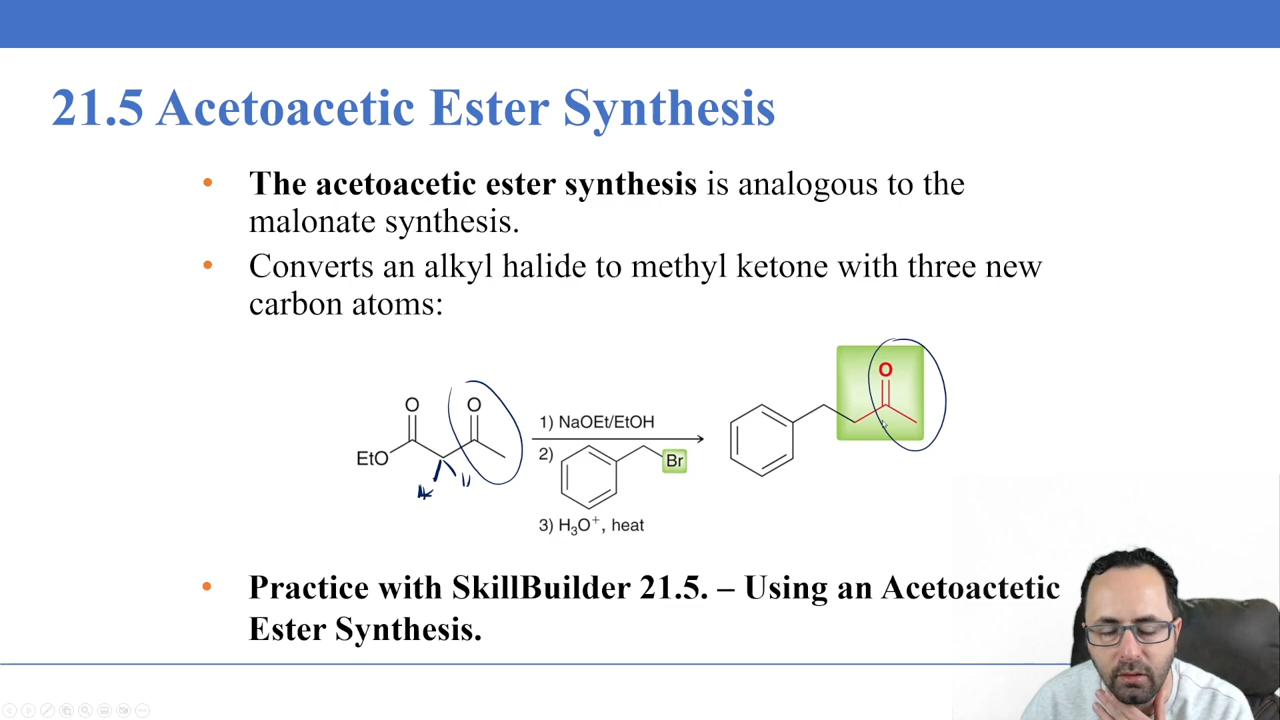 21.5 Acetoacetic Ester Synthesis
• The acetoacetic ester synthesis is analogous to the
malonate synthesis.
• Converts an alkyl halide to methyl ketone with three new
carbon atoms:
O O
EtO
1) NaOEt/EtOH
2) Br
3) H₃O⁺, heat
O
• Practice with SkillBuilder 21.5. – Using an Acetoactetic
Ester Synthesis.